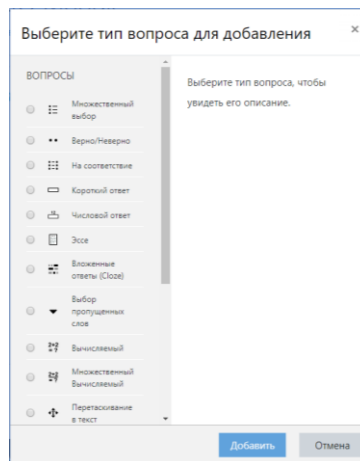 Выберите тип вопроса для добавления
×
ВОПРОСЫ
Множественный
выбор
Верно/Неверно
На соответствие
Короткий ответ
Числовой ответ
Эссе
Вложенные
ответы (Cloze)
Выбор
пропущенных
слов
Вычисляемый
Множественный
Вычисляемый
Перетаскивание
в текст
Выберите тип вопроса, чтобы
увидеть его описание.
Добавить
Отмена